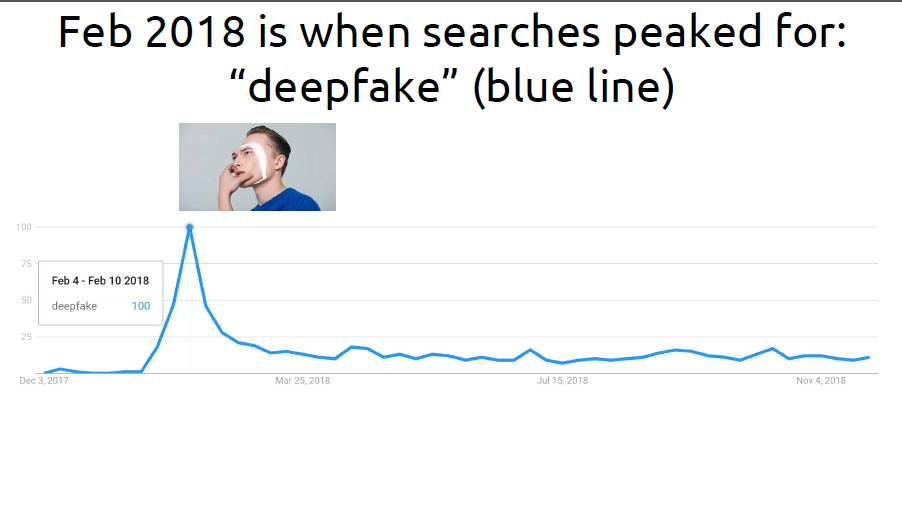 Feb 2018 is when searches peaked for:
“deepfake” (blue line)
100
75
Feb 4 - Feb 10 2018
50
deepfake 100
25
Dec 3, 2017 Mar 25, 2018 Jul 15, 2018 Nov 4, 2018